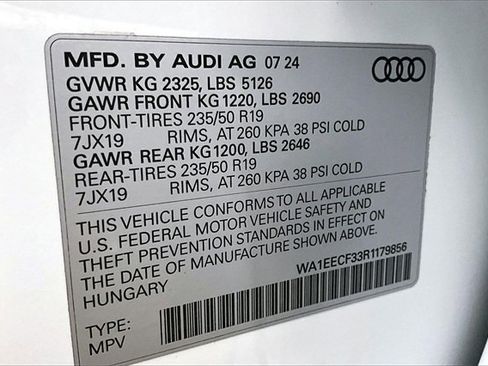 MFD. BY AUDI AG 07 24
GVWR KG 2325, LBS 5126
GAWR FRONT KG 1220, LBS 2690
FRONT-TIRES 235/50 R19
7JX19 RIMS, AT 260 KPA 38 PSI COLD
GAWR REAR KG 1200, LBS 2646
REAR-TIRES 235/50 R19
7JX19 RIMS, AT 260 KPA 38 PSI COLD
THIS VEHICLE CONFORMS TO ALL APPLICABLE
U.S. FEDERAL MOTOR VEHICLE SAFETY AND
THEFT PREVENTION STANDARDS IN EFFECT ON
THE DATE OF MANUFACTURE SHOWN ABOVE.
HUNGARY
WA1EECF33R1179856
TYPE:
MPV